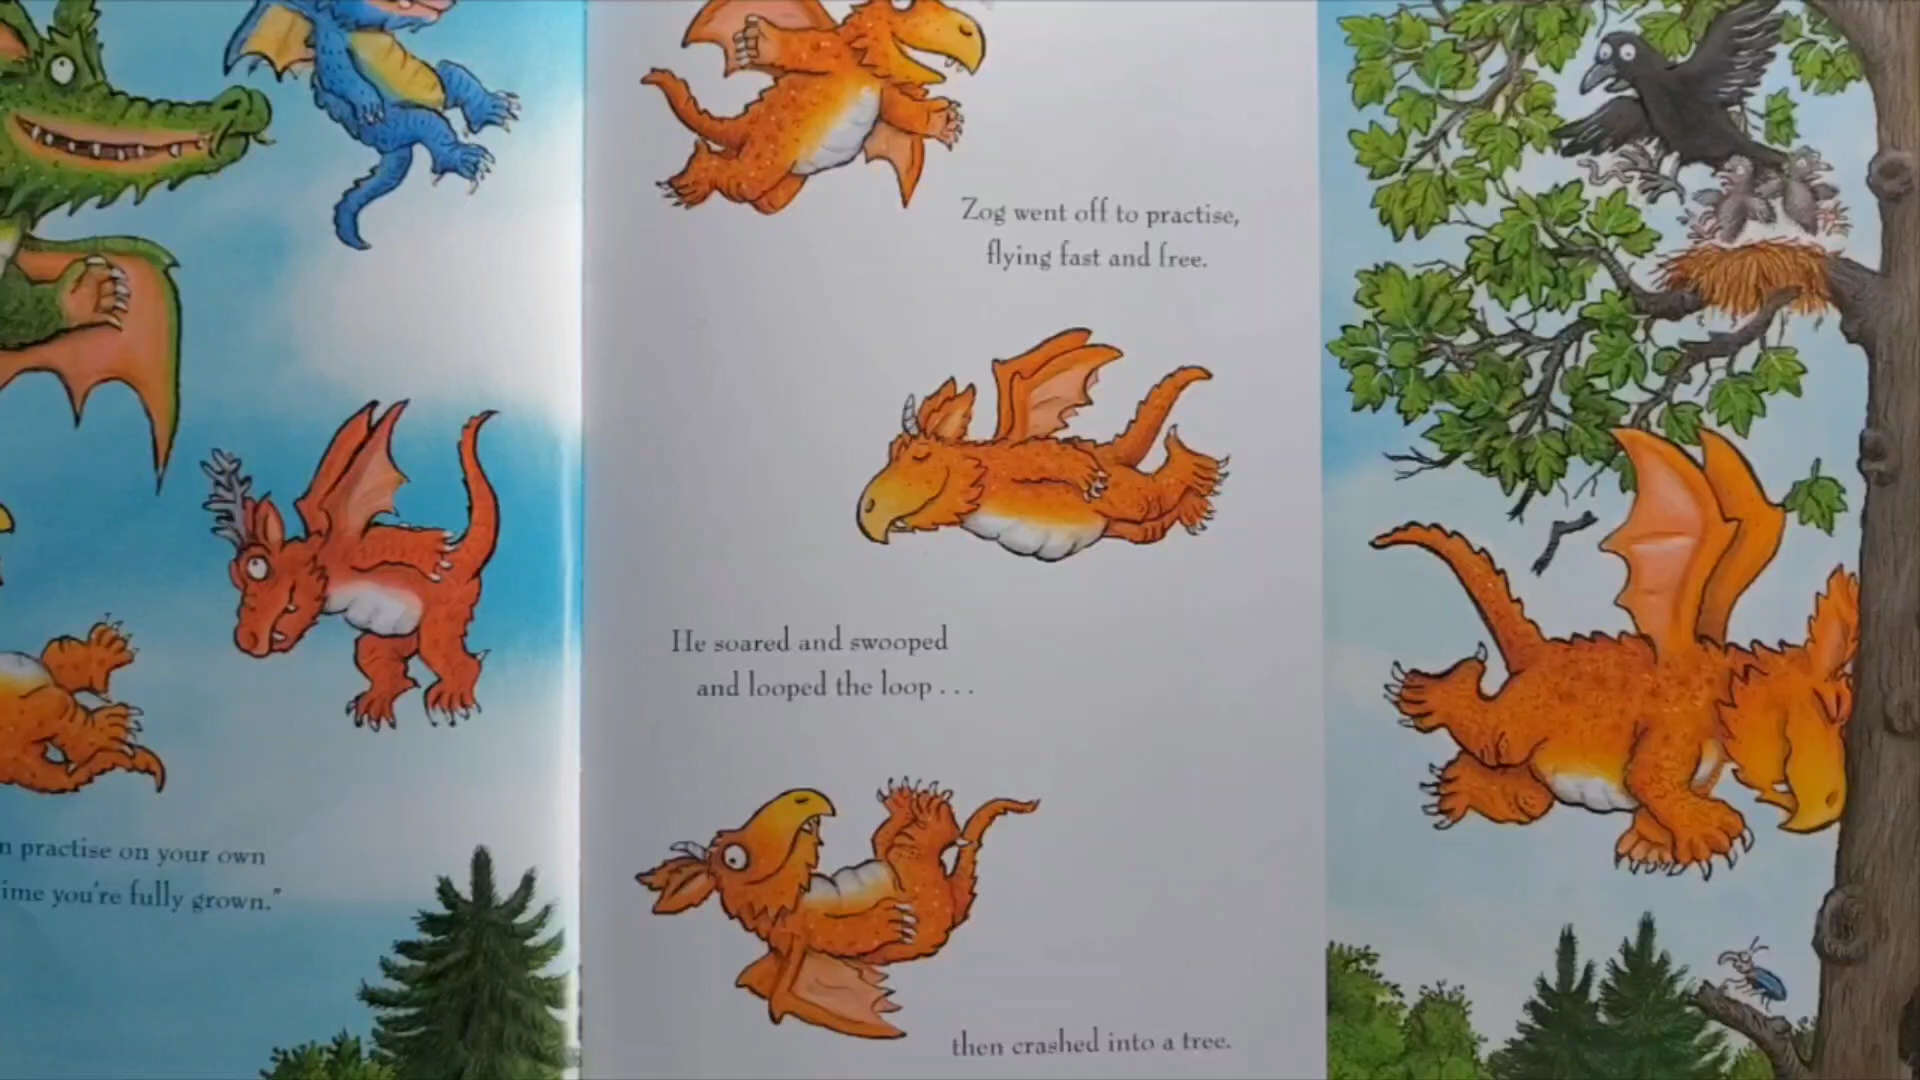 n practise on your own
ime you're fully grown."
Zog went off to practise,
flying fast and free.
He soared and swooped
and looped the loop . . .
then crashed into a tree.